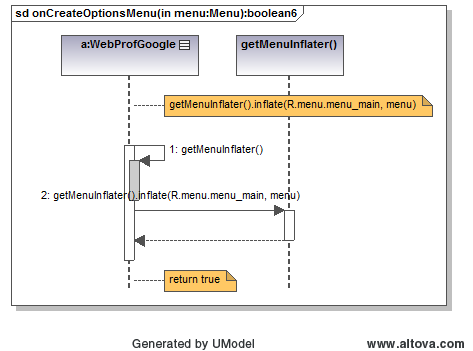 sd onCreateOptionsMenu(in menu:Menu):boolean6
a:WebProfGoogle
getMenuInflater()
getMenuInflater().inflate(R.menu.menu_main, menu)
1: getMenuInflater()
2: getMenuInflater().inflate(R.menu.menu_main, menu)
return true
Generated by UModel
www.altova.com